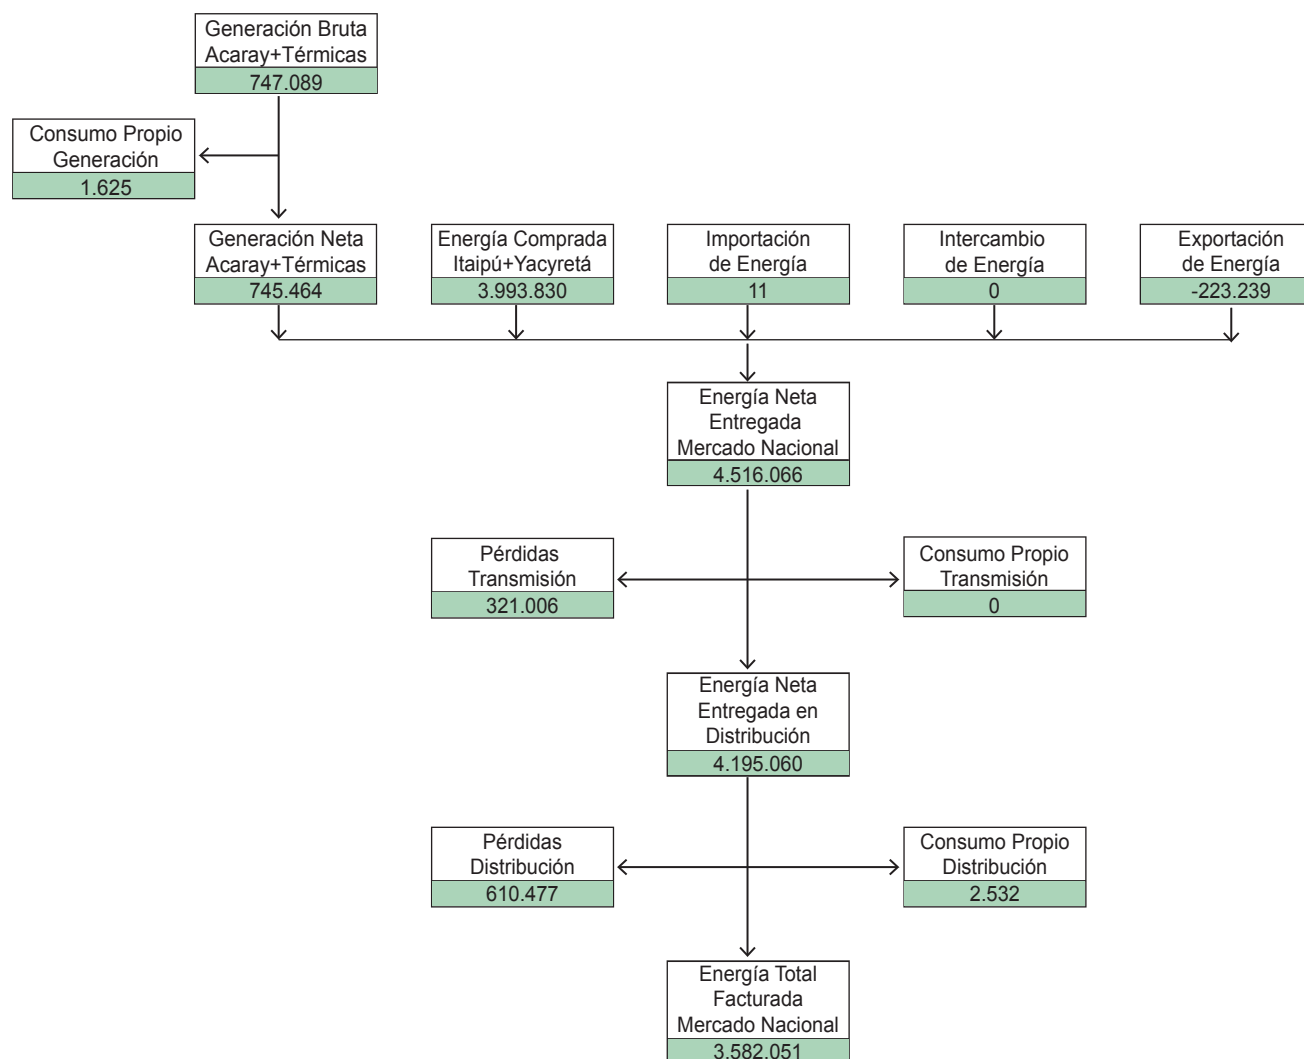 Generación Bruta
Acaray+Térmicas
747.089
Consumo Propio
Generación
1.625
Generación Neta
Acaray+Térmicas
745.464
Energía Comprada
Itaipú+Yacyretá
3.993.830
Importación
de Energía
11
Intercambio
de Energía
0
Exportación
de Energía
-223.239
Energía Neta
Entregada
Mercado Nacional
4.516.066
Pérdidas
Transmisión
321.006
Consumo Propio
Transmisión
0
Energía Neta
Entregada en
Distribución
4.195.060
Pérdidas
Distribución
610.477
Consumo Propio
Distribución
2.532
Energía Total
Facturada
Mercado Nacional
3.582.051